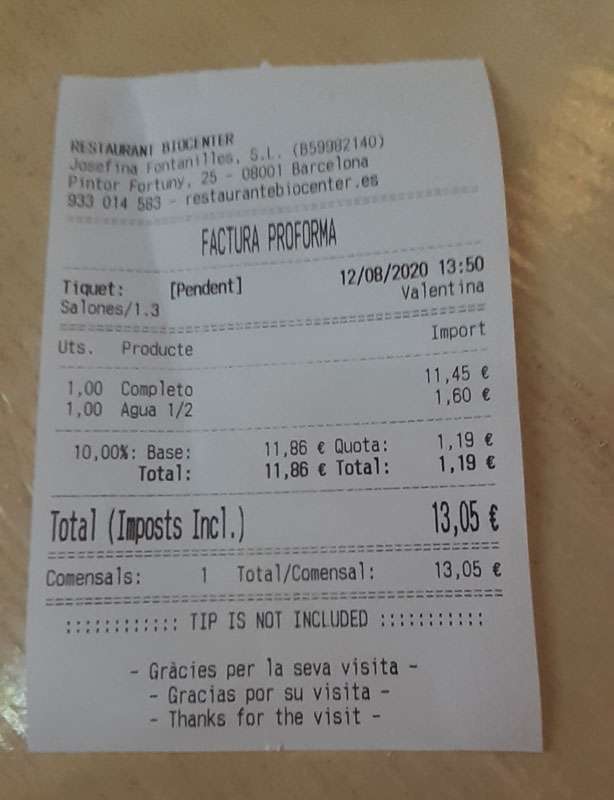 RESTAURANT BIOCENTER
Josefina Fontanilles, S.L. (B59982140)
Pintor Fortuny, 25 - 08001 Barcelona
933 014 583 - restaurantebiocenter.es
FACTURA PROFORMA
Tiquet: [Pendent] 12/08/2020 13:50
Salones/1.3 Valentina
Uts. Producte Import
1,00 Completo 11,45 €
1,00 Agua 1/2 1,60 €
10,00%: Base: 11,86 € Quota: 1,19 €
Total: 11,86 € Total: 1,19 €
Total (Imposts Incl.) 13,05 €
Comensals: 1 Total/Comensal: 13,05 €
:::::::::::: TIP IS NOT INCLUDED :::::::::::
- Gràcies per la seva visita -
- Gracias por su visita -
- Thanks for the visit -